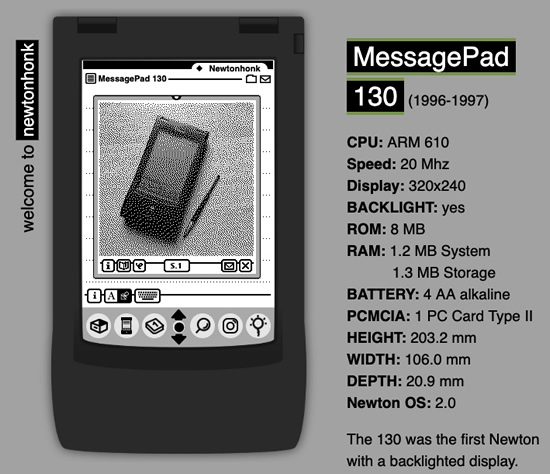 welcome to newtonhonk
Newtonhonk
MessagePad 130
i
S.1
i A
MessagePad
130 (1996-1997)
CPU: ARM 610
Speed: 20 Mhz
Display: 320x240
BACKLIGHT: yes
ROM: 8 MB
RAM: 1.2 MB System
1.3 MB Storage
BATTERY: 4 AA alkaline
PCMCIA: 1 PC Card Type II
HEIGHT: 203.2 mm
WIDTH: 106.0 mm
DEPTH: 20.9 mm
Newton OS: 2.0
The 130 was the first Newton
with a backlighted display.